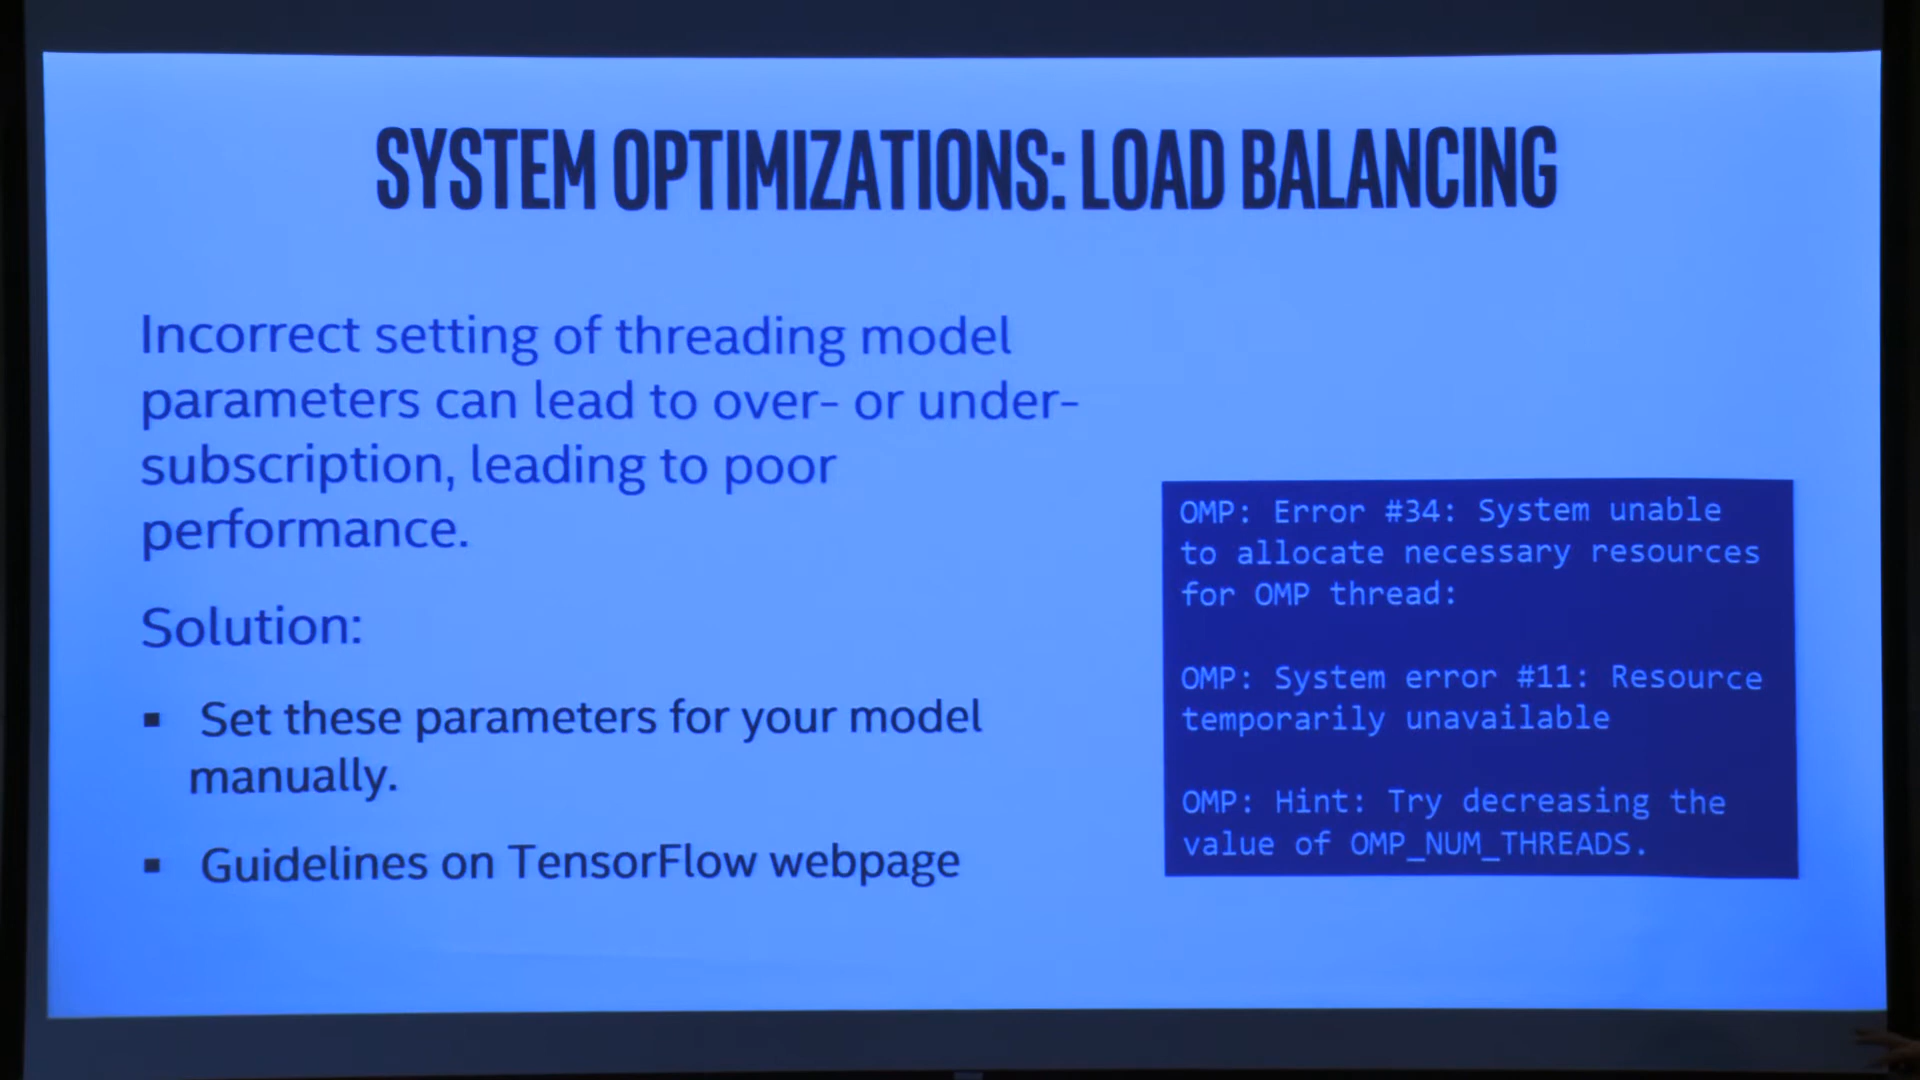 SYSTEM OPTIMIZATIONS: LOAD BALANCING
Incorrect setting of threading model
parameters can lead to over- or under-
subscription, leading to poor
performance.
Solution:
▪ Set these parameters for your model
manually.
▪ Guidelines on TensorFlow webpage
OMP: Error #34: System unable
to allocate necessary resources
for OMP thread:
OMP: System error #11: Resource
temporarily unavailable
OMP: Hint: Try decreasing the
value of OMP_NUM_THREADS.